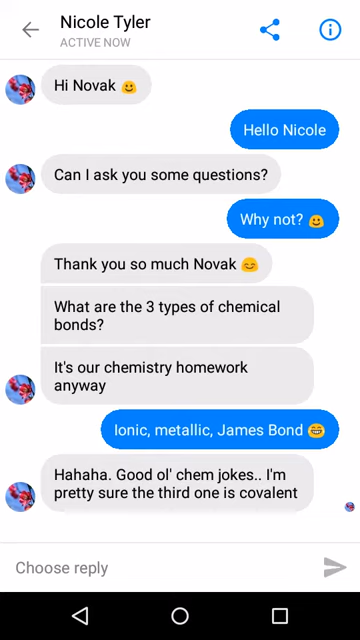 Nicole Tyler
ACTIVE NOW
Hi Novak 🙂
Hello Nicole
Can I ask you some questions?
Why not? 🙂
Thank you so much Novak 😊
What are the 3 types of chemical
bonds?
It's our chemistry homework
anyway
Ionic, metallic, James Bond 😂
Hahaha. Good ol' chem jokes.. I'm
pretty sure the third one is covalent
Choose reply